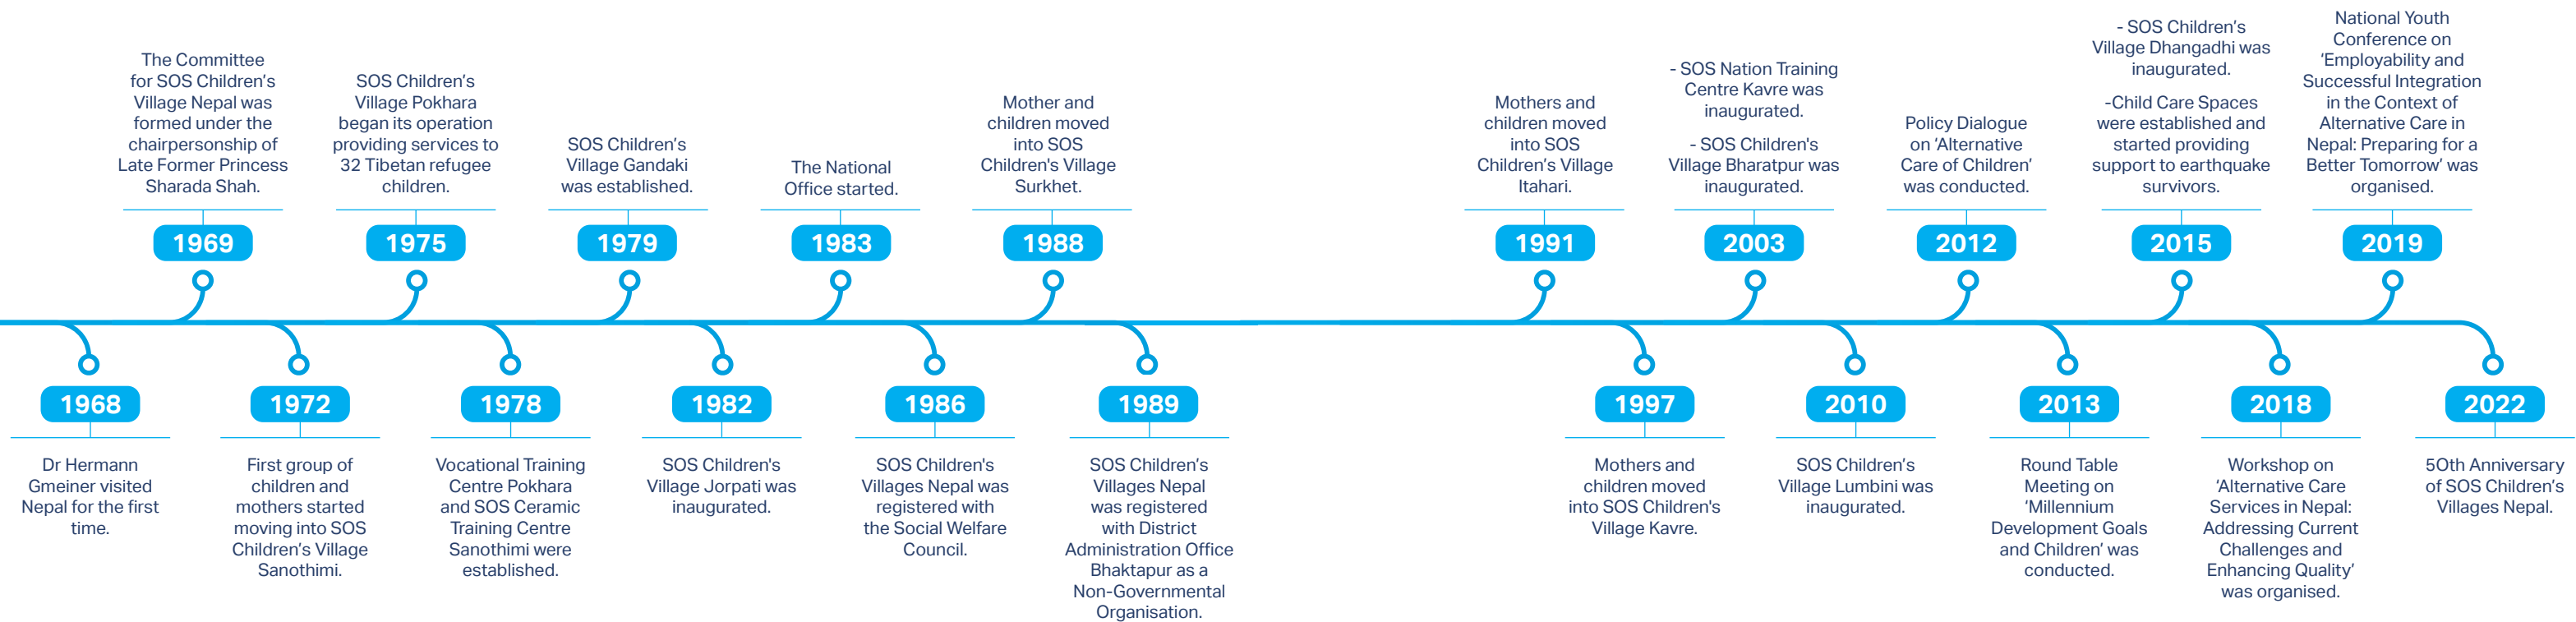 The Committee
for SOS Children's
Village Nepal was
formed under the
chairpersonship of
Late Former Princess
Sharada Shah.
1969
SOS Children's
Village Pokhara
began its operation
providing services to
32 Tibetan refugee
children.
1975
SOS Children's
Village Gandaki
was established.
1979
The National
Office started.
1983
Mother and
children moved
into SOS
Children's Village
Surkhet.
1988
Mothers and
children moved
into SOS
Children's Village
Itahari.
1991
- SOS Nation Training
Centre Kavre was
inaugurated.
- SOS Children's
Village Bharatpur was
inaugurated.
2003
Policy Dialogue
on ‘Alternative
Care of Children’
was conducted.
2012
- SOS Children's
Village Dhangadhi was
inaugurated.
-Child Care Spaces
were established and
started providing
support to earthquake
survivors.
2015
National Youth
Conference on
‘Employability and
Successful Integration
in the Context of
Alternative Care in
Nepal: Preparing for a
Better Tomorrow’ was
organised.
2019
1968
Dr Hermann
Gmeiner visited
Nepal for the first
time.
1972
First group of
children and
mothers started
moving into SOS
Children's Village
Sanothimi.
1978
Vocational Training
Centre Pokhara
and SOS Ceramic
Training Centre
Sanothimi were
established.
1982
SOS Children's
Village Jorpati was
inaugurated.
1986
SOS Children's
Villages Nepal was
registered with
the Social Welfare
Council.
1989
SOS Children's
Villages Nepal
was registered
with District
Administration Office
Bhaktapur as a
Non-Governmental
Organisation.
1997
Mothers and
children moved
into SOS Children's
Village Kavre.
2010
SOS Children's
Village Lumbini was
inaugurated.
2013
Round Table
Meeting on
‘Millennium
Development Goals
and Children’ was
conducted.
2018
Workshop on
‘Alternative Care
Services in Nepal:
Addressing Current
Challenges and
Enhancing Quality’
was organised.
2022
50th Anniversary
of SOS Children's
Villages Nepal.